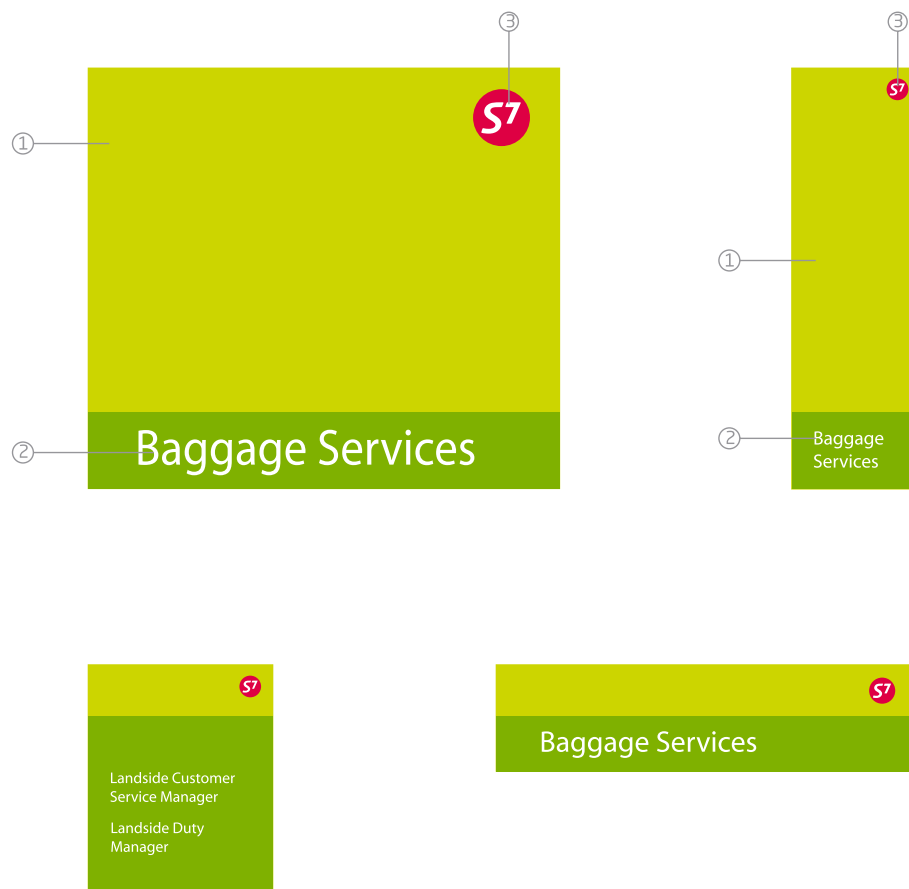 3
3
S7
S7
1
1
2
Baggage Services
2
Baggage
Services
S7
S7
Baggage Services
Landside Customer
Service Manager
Landside Duty
Manager